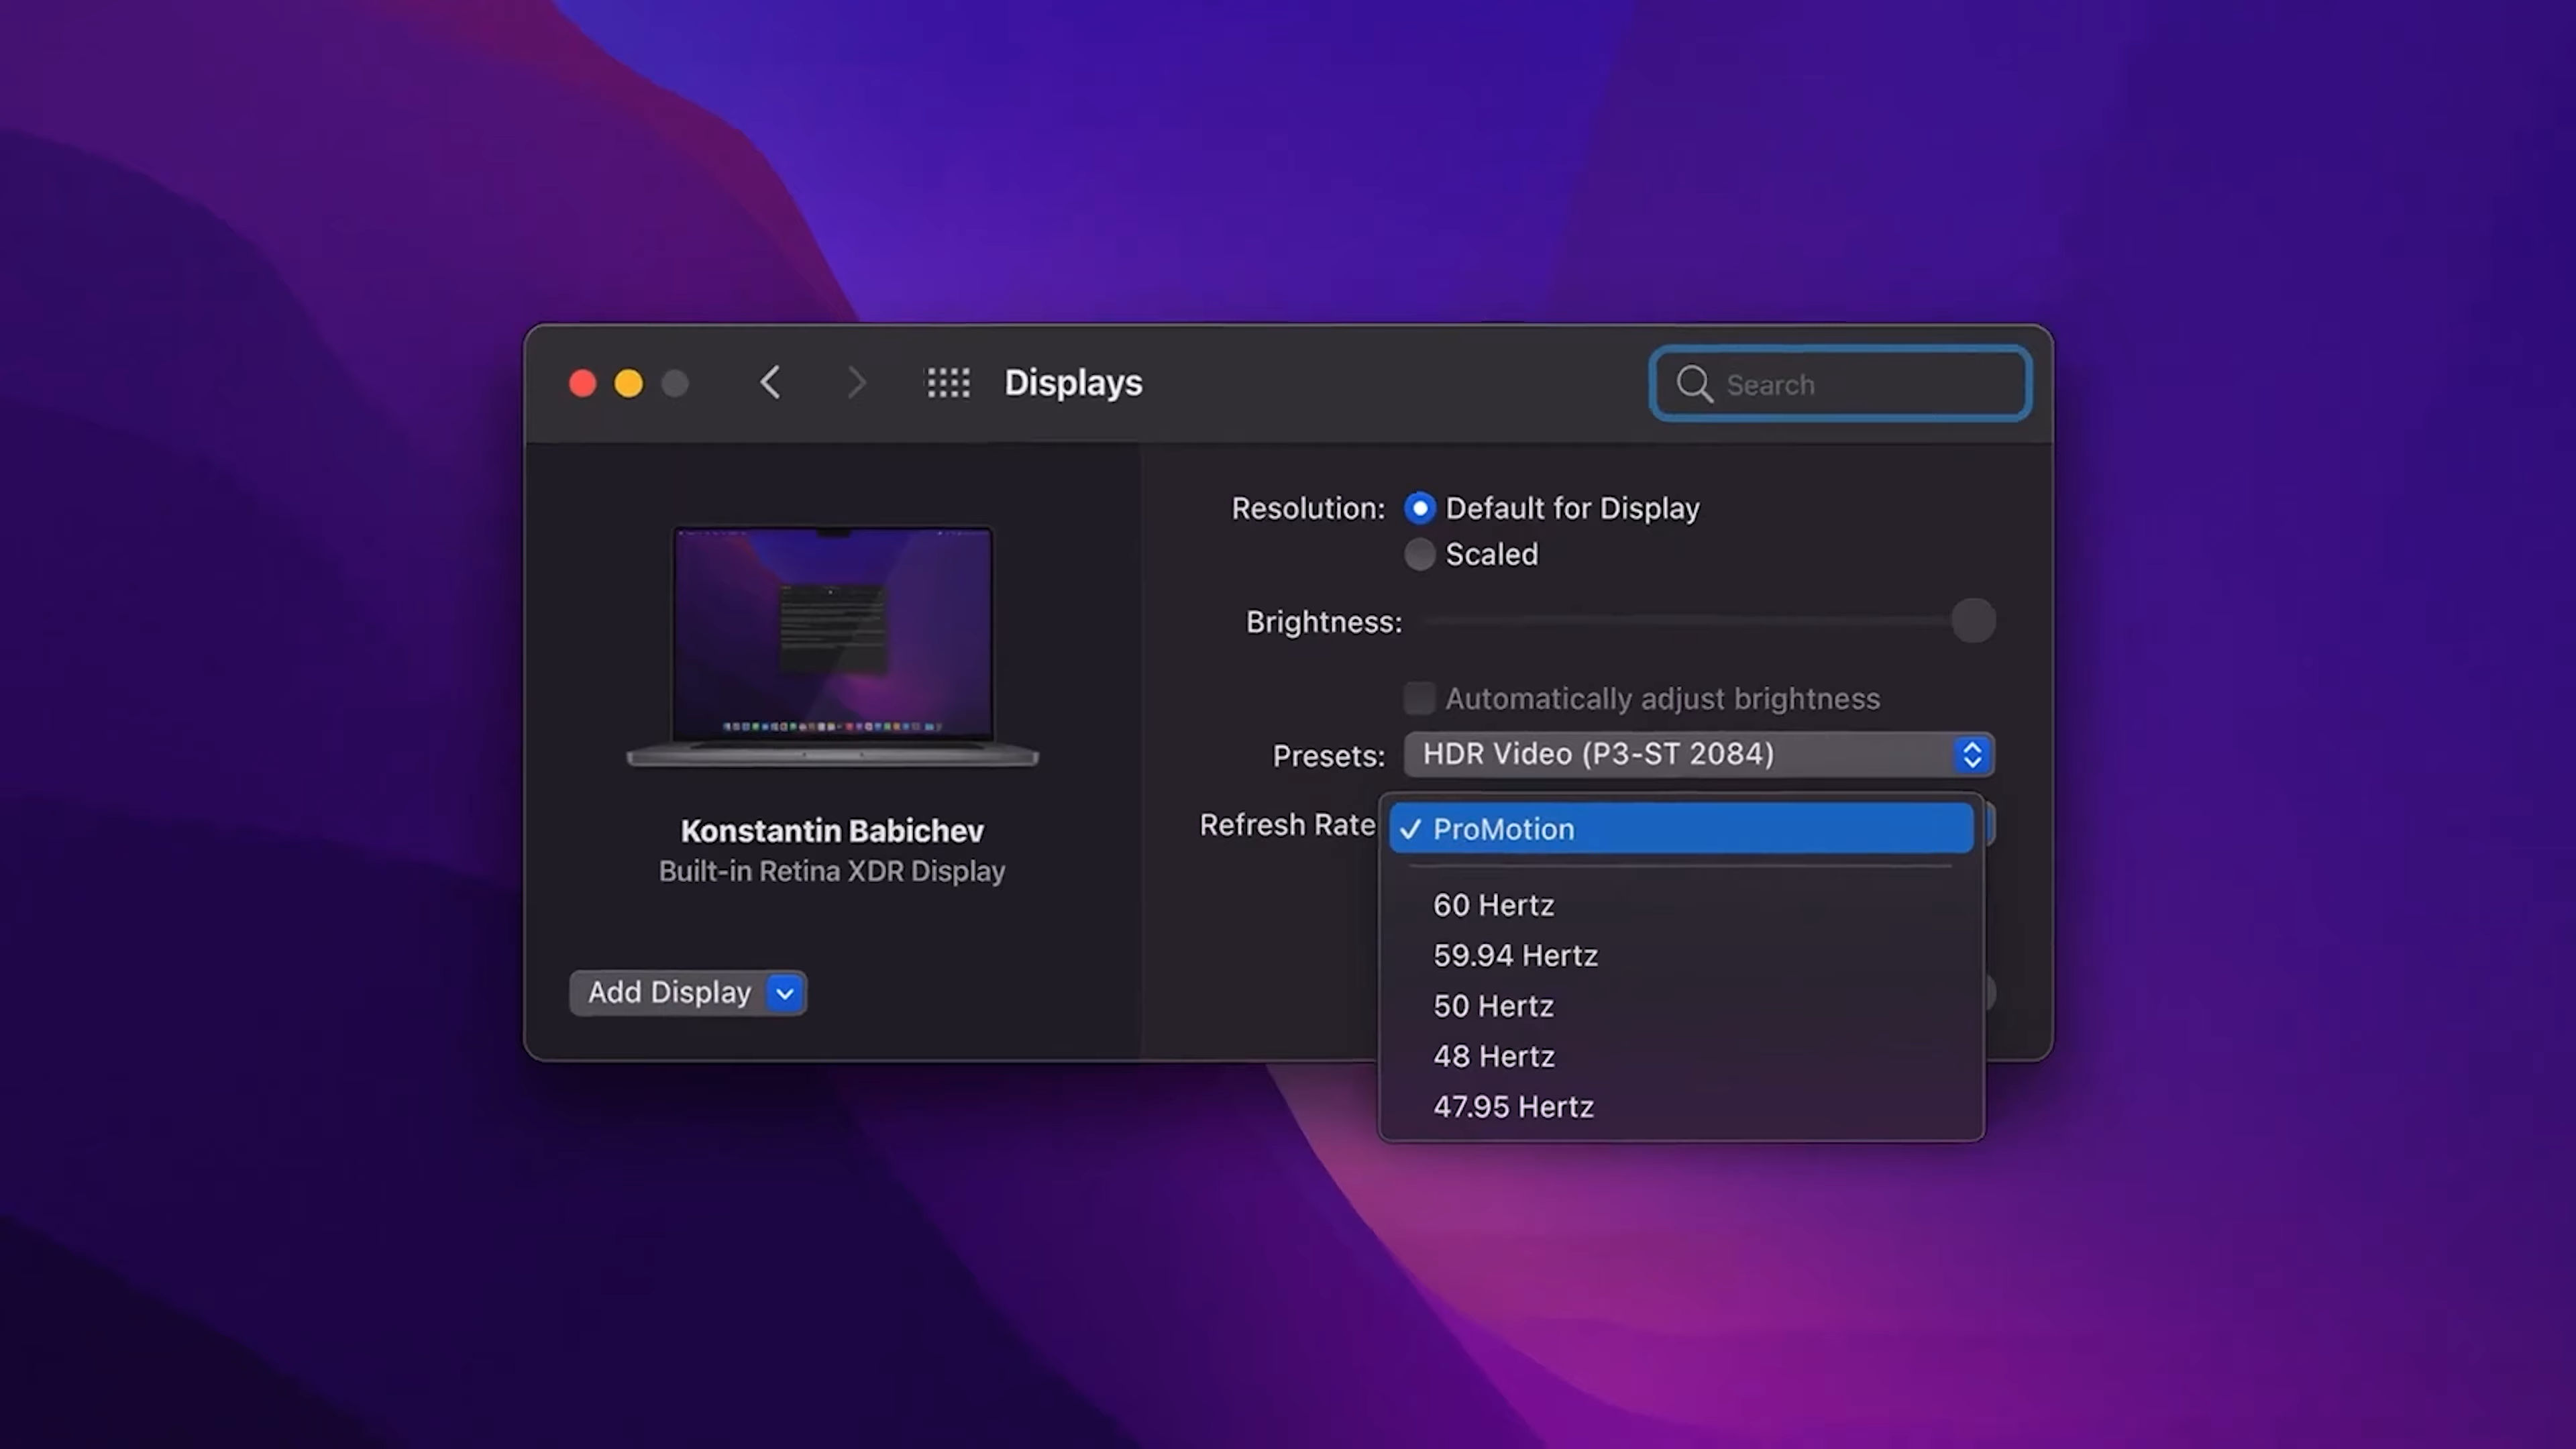 Displays
Search
Resolution: Default for Display
Scaled
Brightness:
Automatically adjust brightness
Presets: HDR Video (P3-ST 2084)
Refresh Rate
✓ ProMotion
60 Hertz
59.94 Hertz
50 Hertz
48 Hertz
47.95 Hertz
Konstantin Babichev
Built-in Retina XDR Display
Add Display